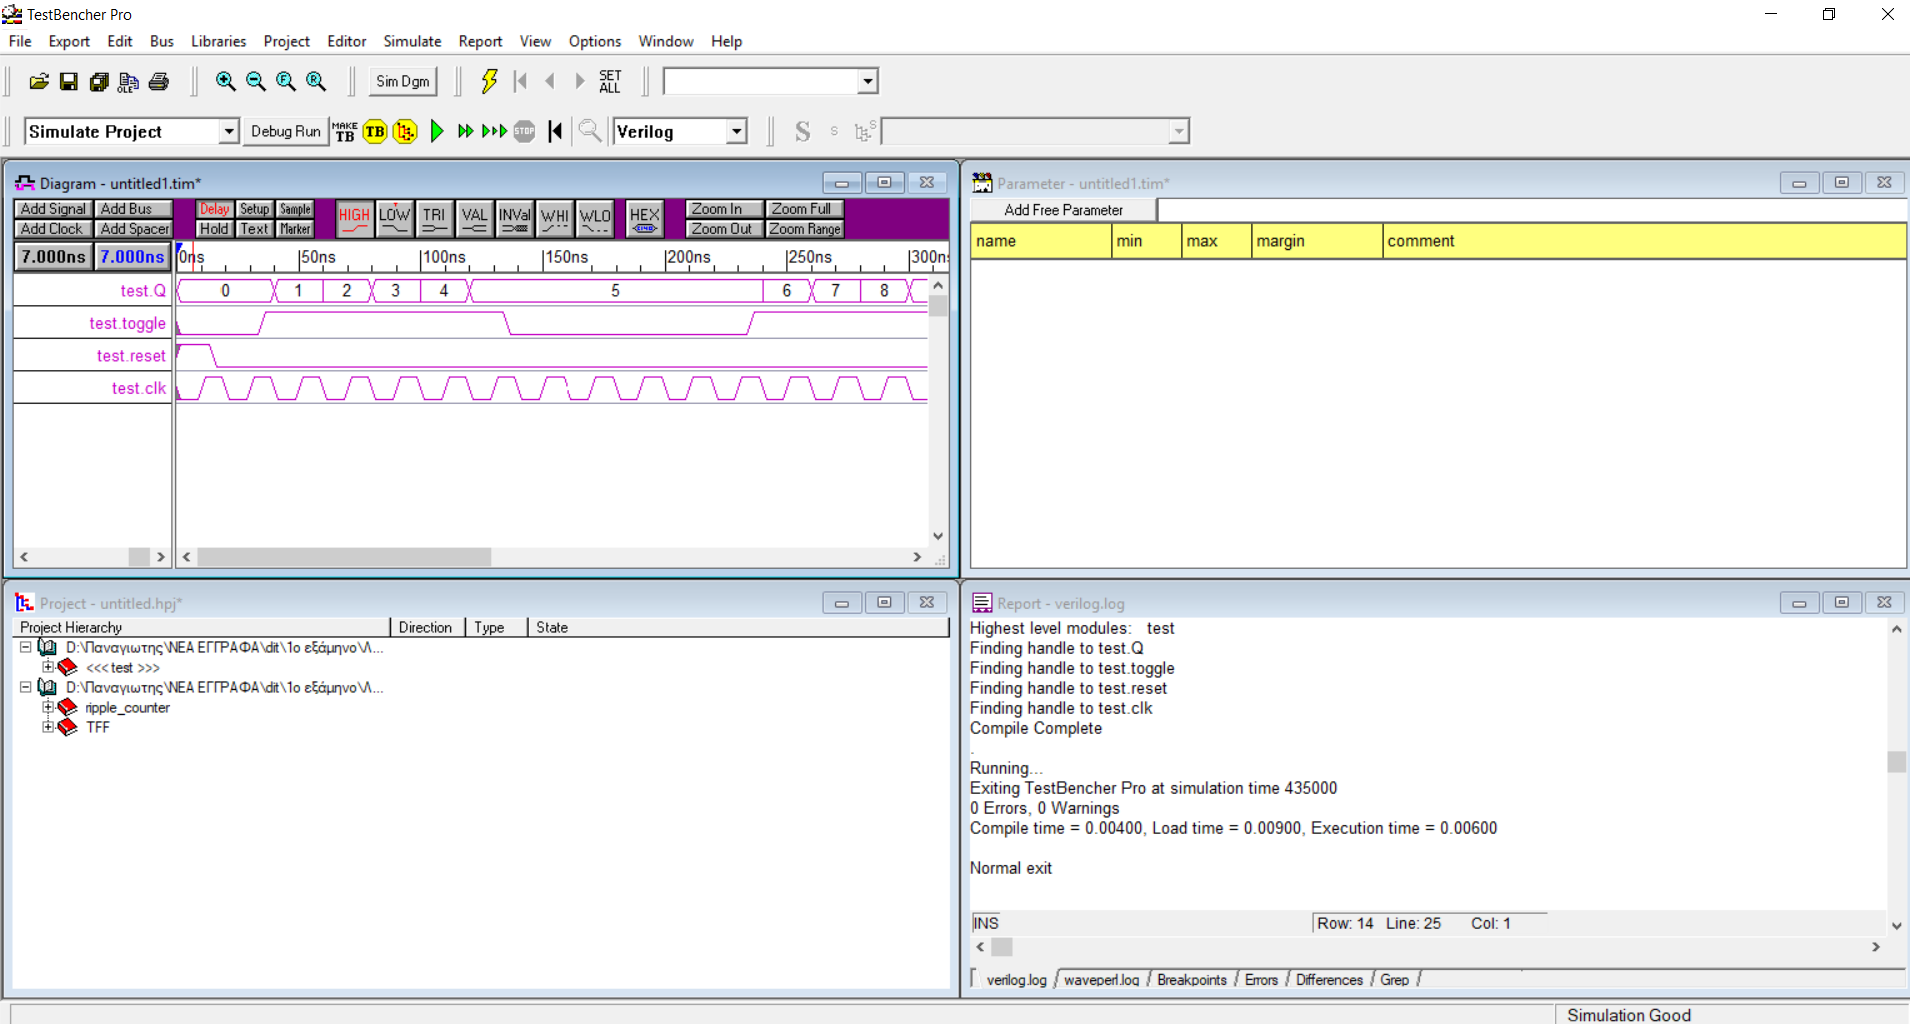 TestBencher Pro
File Export Edit Bus Libraries Project Editor Simulate Report View Options Window Help
OLE F R Sim Dgm SET ALL
Simulate Project Debug Run MAKE TB TB STOP Verilog S s S
Diagram - untitled1.tim*
Add Signal Add Bus Delay Setup Sample HIGH LOW TRI VAL INVal WHI WLO HEX Zoom In Zoom Full
Add Clock Add Spacer Hold Text Marker Zoom Out Zoom Range
7.000ns 7.000ns 0ns 50ns 100ns 150ns 200ns 250ns 300n
test.Q 0 1 2 3 4 5 6 7 8
test.toggle
test.reset
test.clk
Parameter - untitled1.tim*
Add Free Parameter
name min max margin comment
Project - untitled.hpj*
Project Hierarchy Direction Type State
D:\Παναγιωτης\ΝΕΑ ΕΓΓΡΑΦΑ\dit\1ο εξάμηνο\Λ...
<<< test >>>
D:\Παναγιωτης\ΝΕΑ ΕΓΓΡΑΦΑ\dit\1ο εξάμηνο\Λ...
ripple_counter
TFF
Report - verilog.log
Highest level modules: test
Finding handle to test.Q
Finding handle to test.toggle
Finding handle to test.reset
Finding handle to test.clk
Compile Complete
.
Running...
Exiting TestBencher Pro at simulation time 435000
0 Errors, 0 Warnings
Compile time = 0.00400, Load time = 0.00900, Execution time = 0.00600
Normal exit
INS Row: 14 Line: 25 Col: 1
verilog.log waveperl.log Breakpoints Errors Differences Grep
Simulation Good